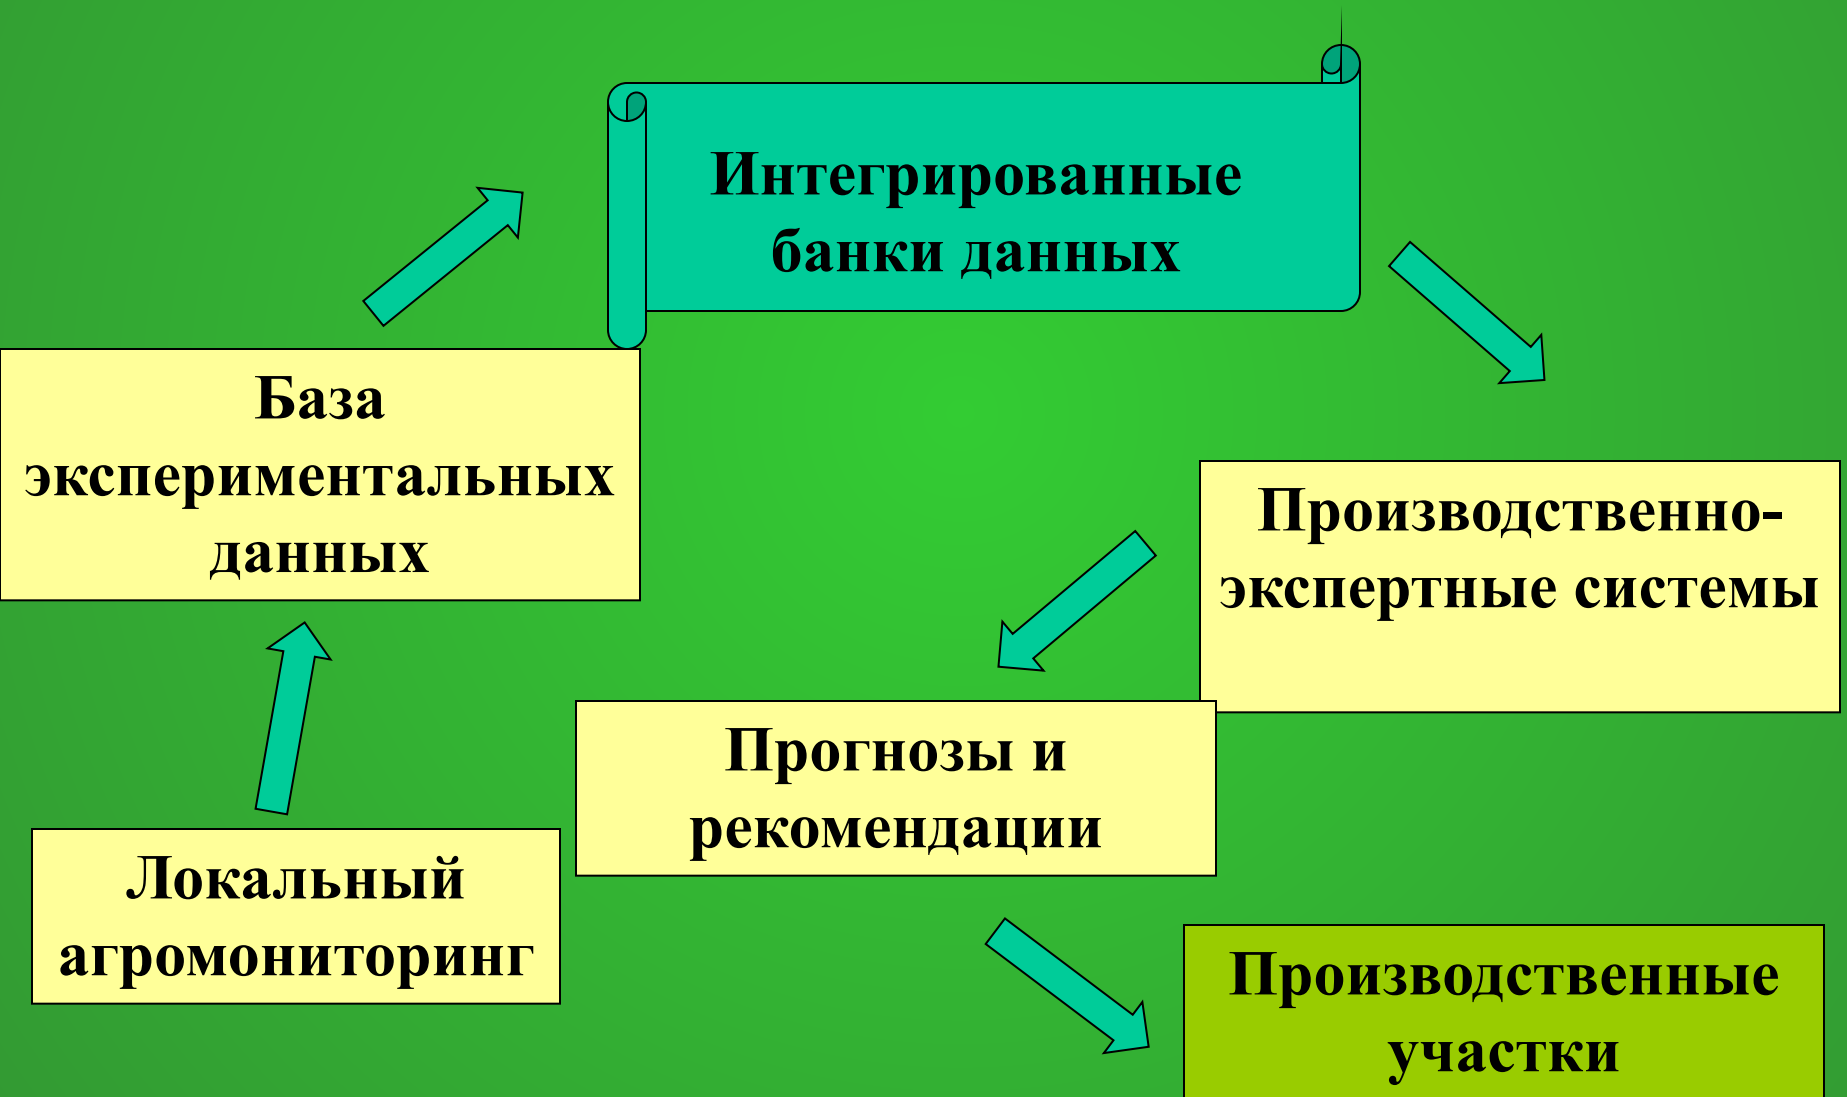 Интегрированные
банки данных
База
экспериментальных
данных
Производственно-
экспертные системы
Прогнозы и
рекомендации
Локальный
агромониторинг
Производственные
участки